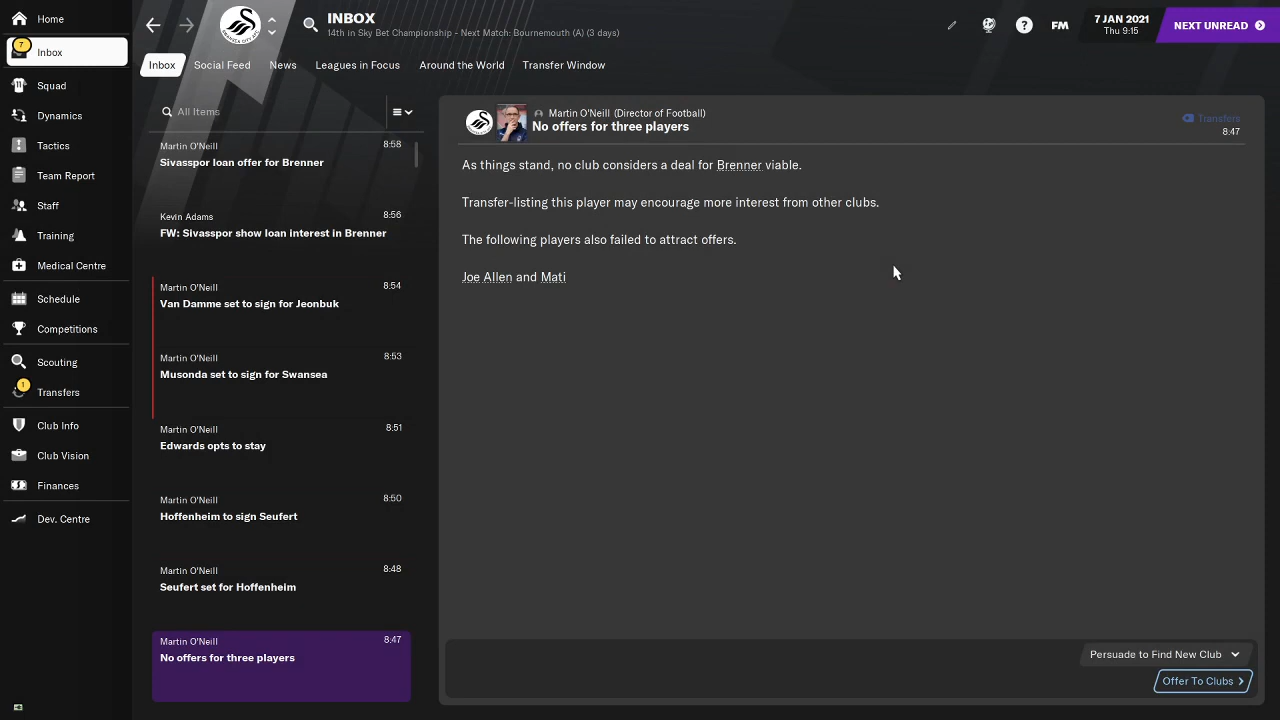 Home
INBOX
14th in Sky Bet Championship - Next Match: Bournemouth (A) (3 days)
FM
7 JAN 2021
Thu 9:15
NEXT UNREAD
7
Inbox
Squad
Dynamics
Tactics
Team Report
Staff
Training
Medical Centre
Schedule
Competitions
Scouting
1
Transfers
Club Info
Club Vision
Finances
Dev. Centre
Inbox
Social Feed
News
Leagues in Focus
Around the World
Transfer Window
All Items
Martin O'Neill 8:58
Sivasspor loan offer for Brenner
Kevin Adams 8:56
FW: Sivasspor show loan interest in Brenner
Martin O'Neill 8:54
Van Damme set to sign for Jeonbuk
Martin O'Neill 8:53
Musonda set to sign for Swansea
Martin O'Neill 8:51
Edwards opts to stay
Martin O'Neill 8:50
Hoffenheim to sign Seufert
Martin O'Neill 8:48
Seufert set for Hoffenheim
Martin O'Neill 8:47
No offers for three players
Martin O'Neill (Director of Football)
No offers for three players
Transfers
8:47
As things stand, no club considers a deal for Brenner viable.
Transfer-listing this player may encourage more interest from other clubs.
The following players also failed to attract offers.
Joe Allen and Mati
Persuade to Find New Club
Offer To Clubs